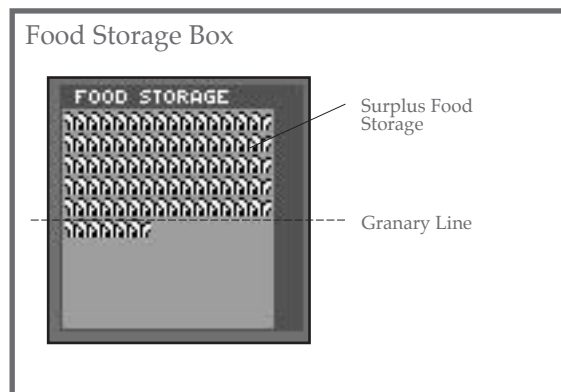 Food Storage Box
FOOD STORAGE
Surplus Food
Storage
Granary Line